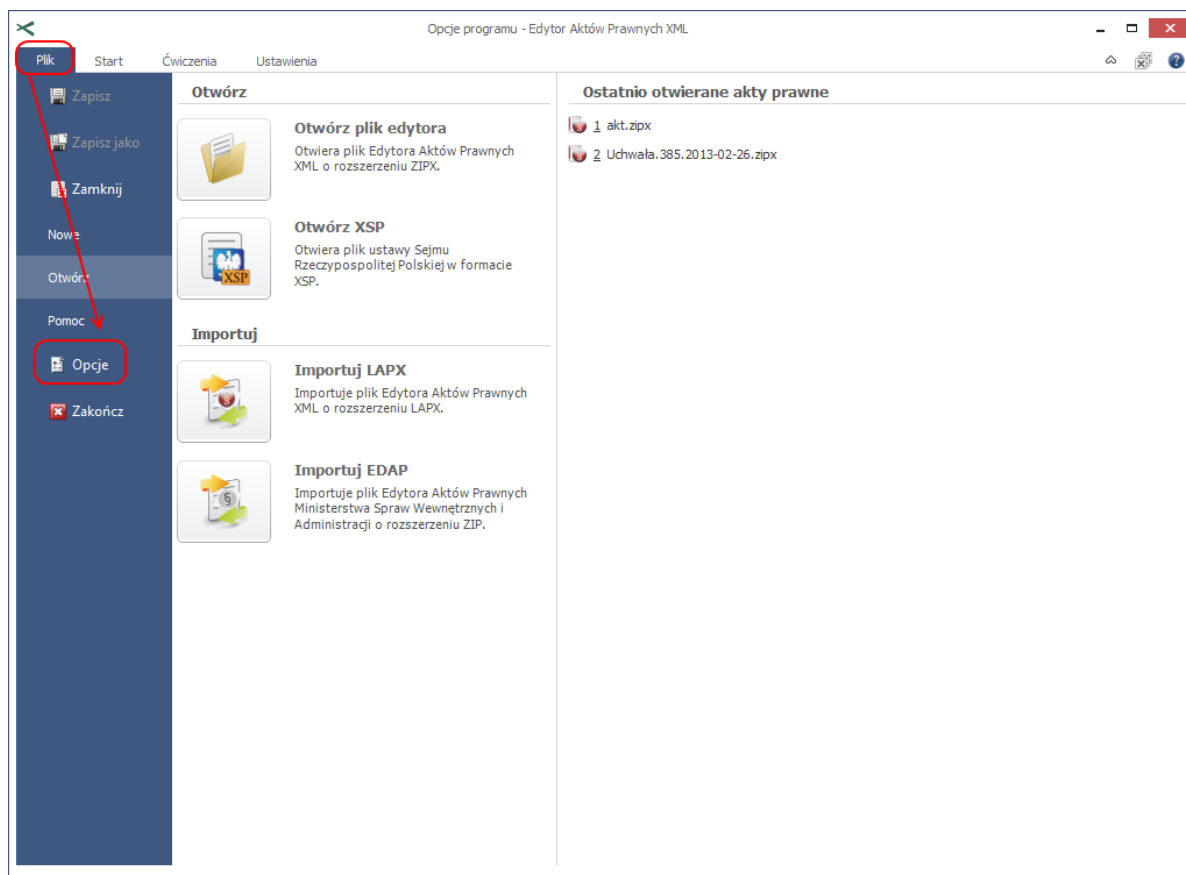 Opcje programu - Edytor Aktów Prawnych XML
Plik Start Ćwiczenia Ustawienia
Zapisz
Zapisz jako
Zamknij
Nowe
Otwórz
Pomoc
Opcje
Zakończ
Otwórz
Otwórz plik edytora
Otwiera plik Edytora Aktów Prawnych
XML o rozszerzeniu ZIPX.
XSP
Otwórz XSP
Otwiera plik ustawy Sejmu
Rzeczypospolitej Polskiej w formacie
XSP.
Importuj
Importuj LAPX
Importuje plik Edytora Aktów Prawnych
XML o rozszerzeniu LAPX.
§
Importuj EDAP
Importuje plik Edytora Aktów Prawnych
Ministerstwa Spraw Wewnętrznych i
Administracji o rozszerzeniu ZIP.
Ostatnio otwierane akty prawne
1 akt.zipx
2 Uchwała.385.2013-02-26.zipx